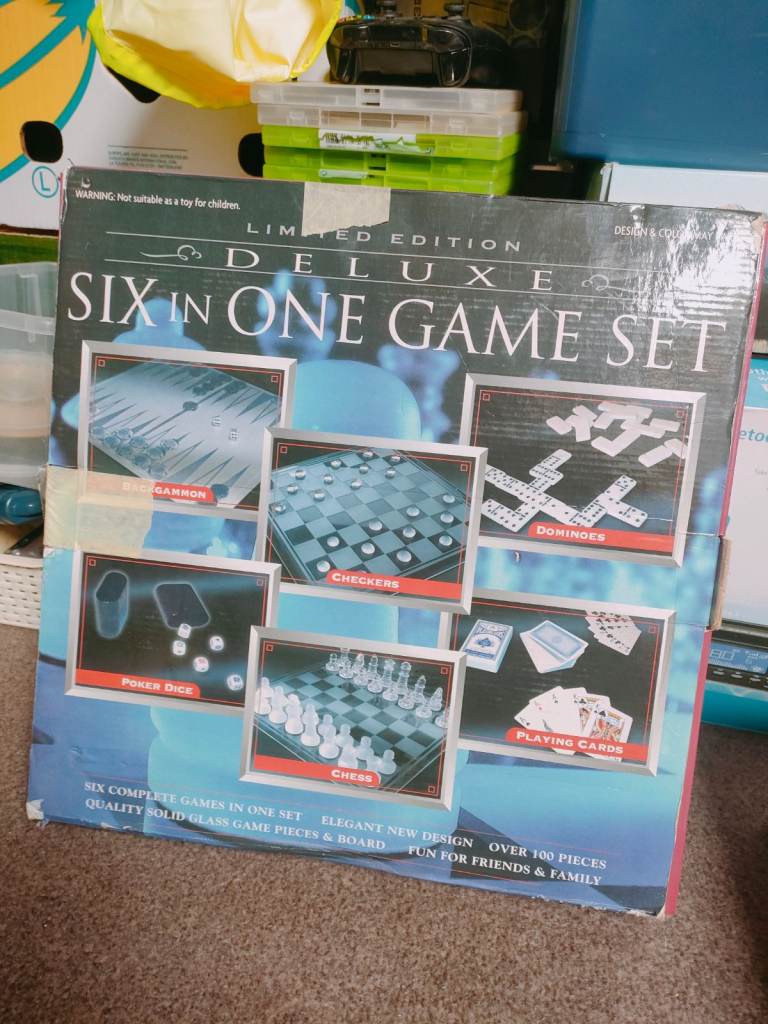 WARNING: Not suitable as a toy for children.
LIMITED EDITION
DESIGN & COLOUR MAY
DELUXE
SIX IN ONE GAME SET
BACKGAMMON
CHECKERS
DOMINOES
POKER DICE
CHESS
PLAYING CARDS
SIX COMPLETE GAMES IN ONE SET ELEGANT NEW DESIGN OVER 100 PIECES
QUALITY SOLID GLASS GAME PIECES & BOARD FUN FOR FRIENDS & FAMILY